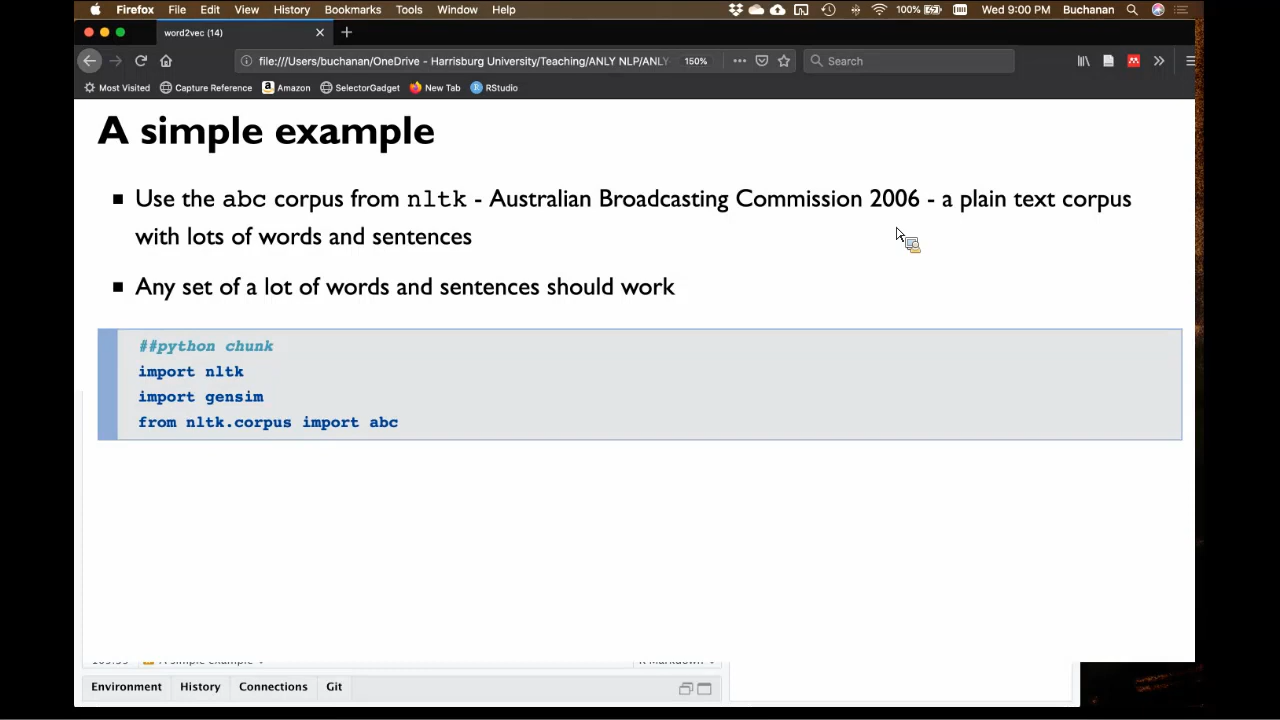 Firefox File Edit View History Bookmarks Tools Window Help 100% Wed 9:00 PM Buchanan
word2vec (14)
file:///Users/buchanan/OneDrive - Harrisburg University/Teaching/ANLY NLP/ANLY 150% Search
Most Visited Capture Reference Amazon SelectorGadget New Tab RStudio
A simple example
Use the abc corpus from nltk - Australian Broadcasting Commission 2006 - a plain text corpus
with lots of words and sentences
Any set of a lot of words and sentences should work
##python chunk
import nltk
import gensim
from nltk.corpus import abc
A simple example
Environment History Connections Git